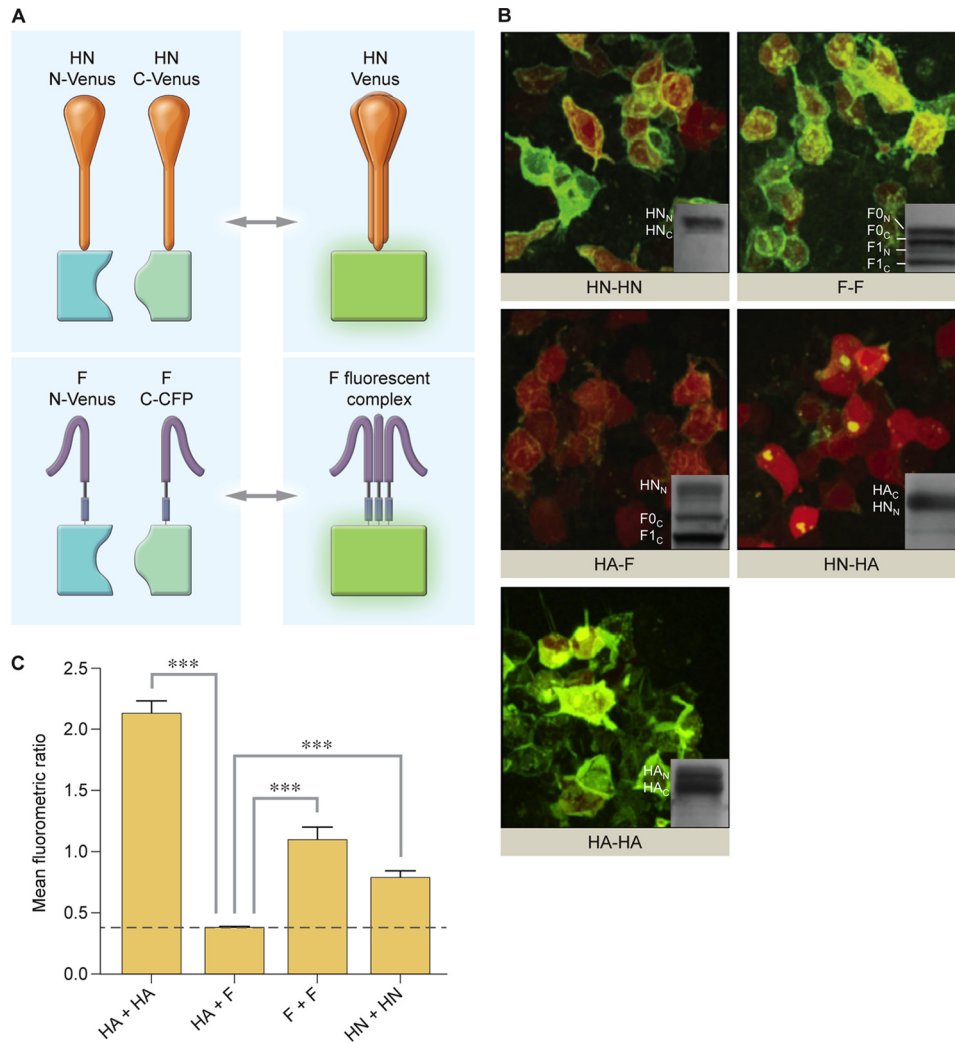 A
HN
N-Venus
HN
C-Venus
HN
Venus
F
N-Venus
F
C-CFP
F fluorescent
complex
B
HN_N
HN_C
HN-HN
F0_N
F0_C
F1_N
F1_C
F-F
HN_N
F0_C
F1_C
HA-F
HA_C
HN_N
HN-HA
HA_N
HA_C
HA-HA
C
Mean fluorometric ratio
2.5
2.0
1.5
1.0
0.5
0.0
***
***
***
HA + HA
HA + F
F + F
HN + HN